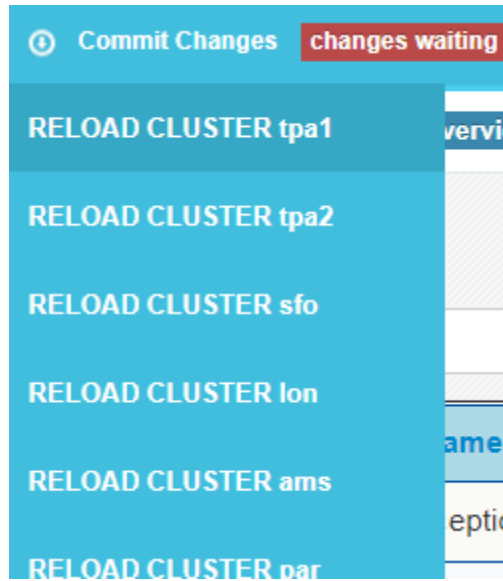 Commit Changes changes waiting
RELOAD CLUSTER tpa1
RELOAD CLUSTER tpa2
RELOAD CLUSTER sfo
RELOAD CLUSTER lon
RELOAD CLUSTER ams
RELOAD CLUSTER par